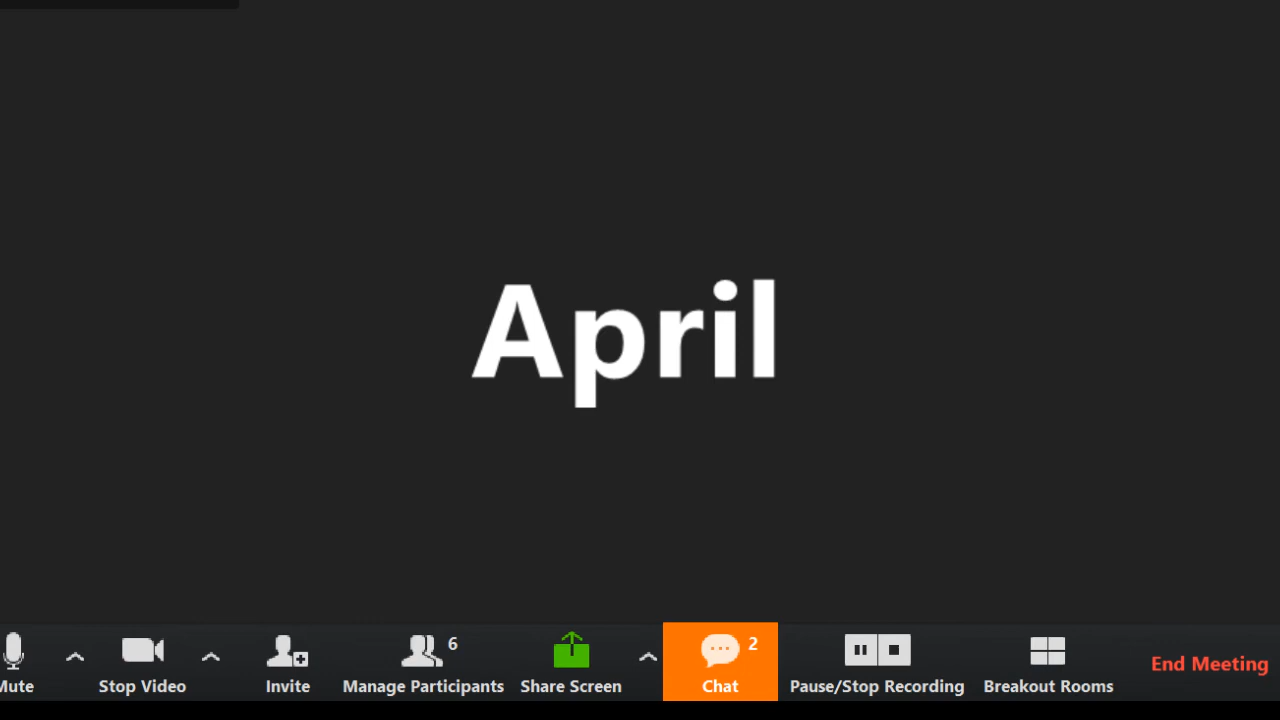 April
6
2
Mute
Stop Video
Invite
Manage Participants
Share Screen
Chat
Pause/Stop Recording
Breakout Rooms
End Meeting